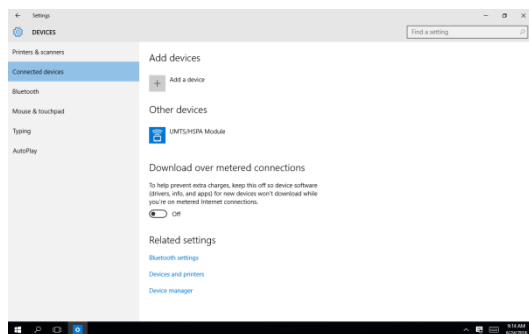 Settings
DEVICES
Find a setting
Printers & scanners
Connected devices
Bluetooth
Mouse & touchpad
Typing
AutoPlay
Add devices
Add a device
Other devices
UMTS/HSPA Module
Download over metered connections
To help prevent extra charges, keep this off so device software
(drivers, info, and apps) for new devices won't download while
you're on metered Internet connections.
Off
Related settings
Bluetooth settings
Devices and printers
Device manager
9:14 AM